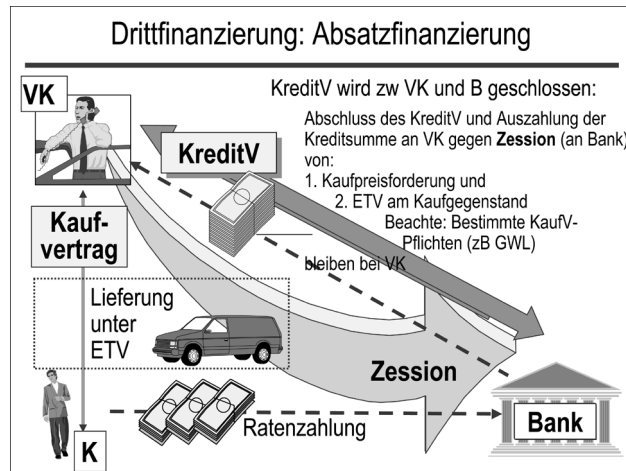 Drittfinanzierung: Absatzfinanzierung
KreditV wird zw VK und B geschlossen:
VK
Abschluss des KreditV und Auszahlung der
Kreditsumme an VK gegen Zession (an Bank)
von:
1. Kaufpreisforderung und
2. ETV am Kaufgegenstand
Beachte: Bestimmte KaufV-
Pflichten (zB GWL)
bleiben bei VK
KreditV
Kauf-
vertrag
Lieferung
unter
ETV
Zession
Ratenzahlung
K
Bank